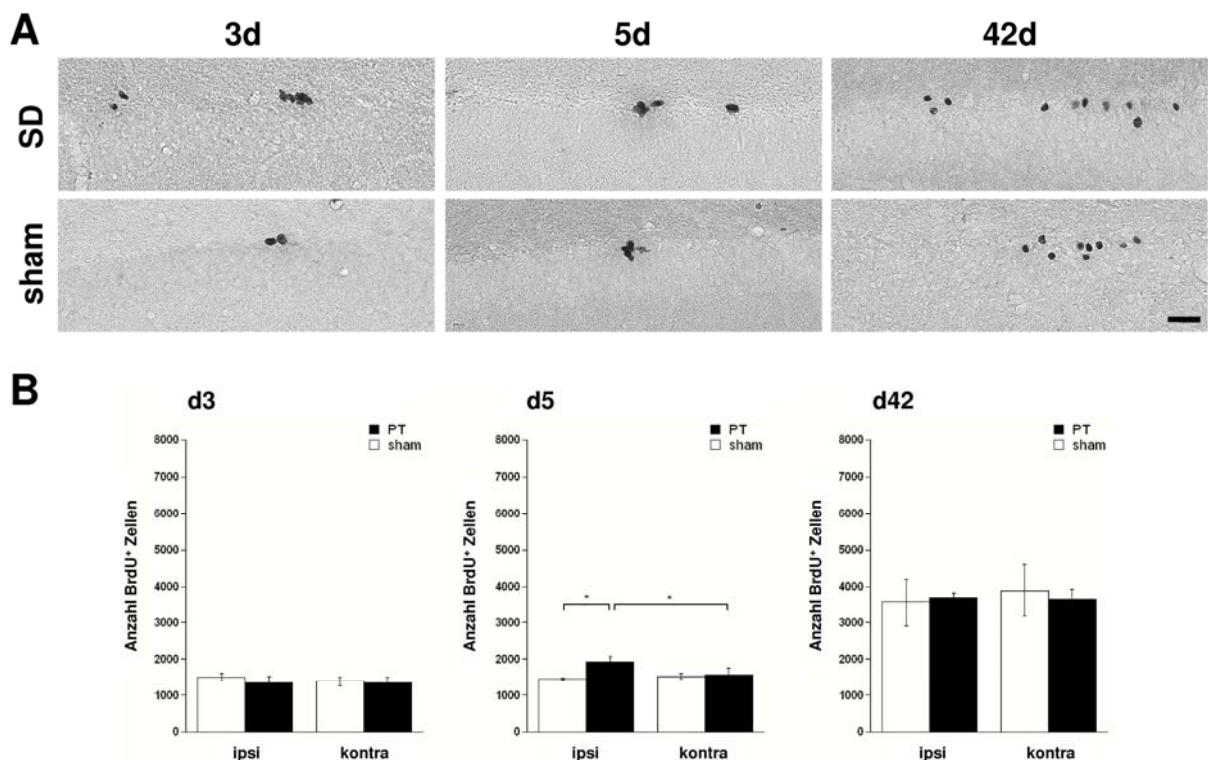 A
3d
5d
42d
SD
sham
B
d3
PT
sham
Anzahl BrdU⁺ Zellen
8000
7000
6000
5000
4000
3000
2000
1000
0
ipsi
kontra
d5
PT
sham
Anzahl BrdU⁺ Zellen
8000
7000
6000
5000
4000
3000
2000
1000
0
*
*
ipsi
kontra
d42
PT
sham
Anzahl BrdU⁺ Zellen
8000
7000
6000
5000
4000
3000
2000
1000
0
ipsi
kontra